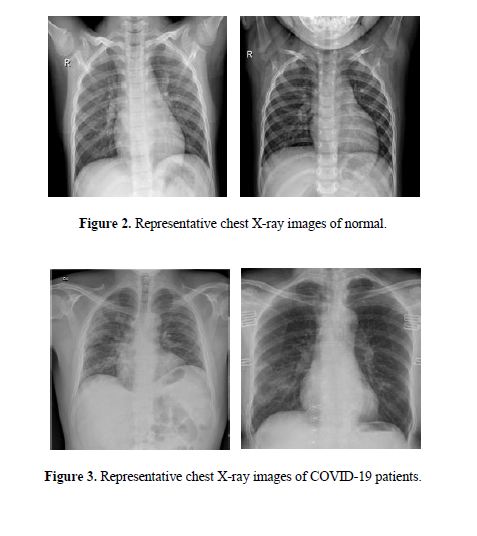 R
R
Figure 2. Representative chest X-ray images of normal.
Figure 3. Representative chest X-ray images of COVID-19 patients.